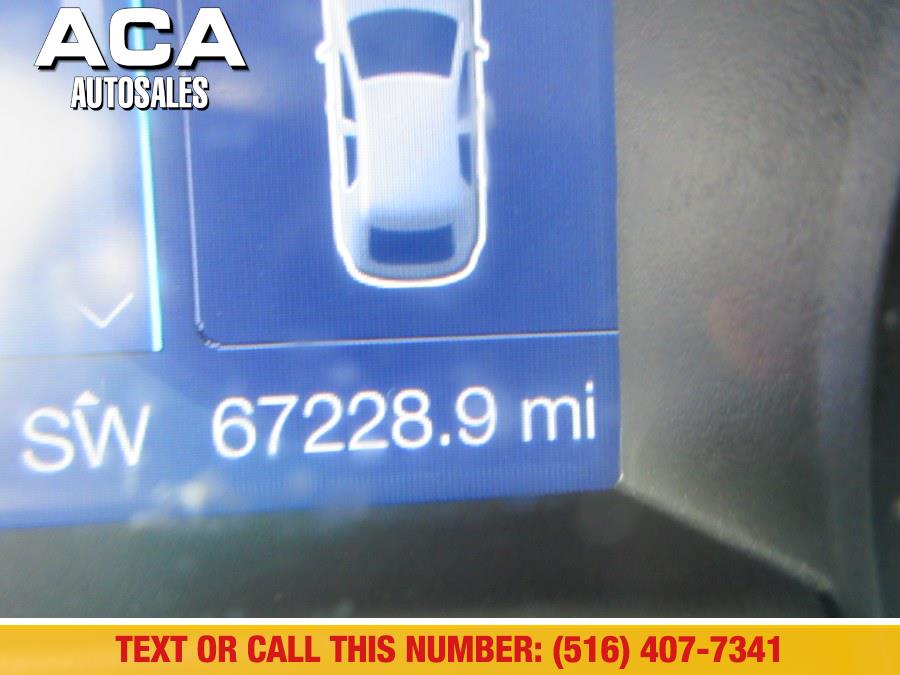 ACA
AUTOSALES
SW 67228.9 mi
TEXT OR CALL THIS NUMBER: (516) 407-7341